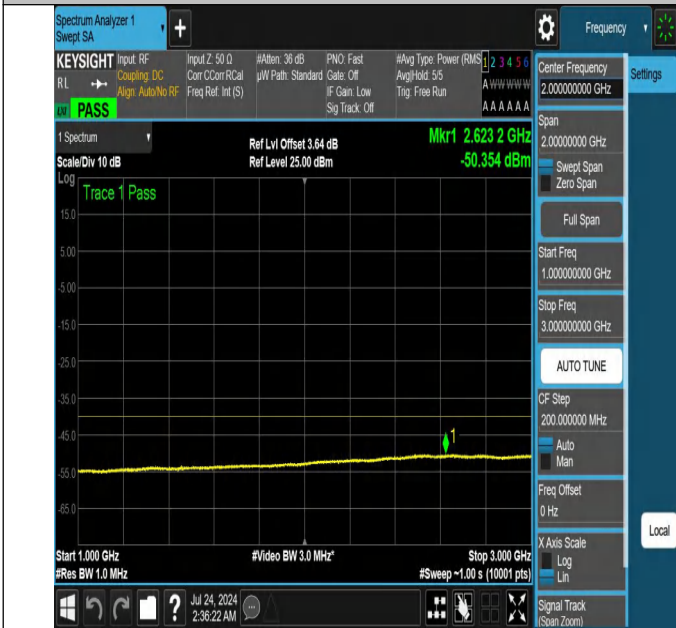 Spectrum Analyzer 1
Swept SA
+
Frequency
KEYSIGHT
Input: RF
Coupling: DC
Align: Auto/No RF
Input Z: 50 Ω
Corr CCorr RCal
Freq Ref: Int (S)
#Atten: 36 dB
µW Path: Standard
PNO: Fast
Gate: Off
IF Gain: Low
Sig Track: Off
#Avg Type: Power (RMS
Avg|Hold: 5/5
Trig: Free Run
1 2 3 4 5 6
A W W W W W
A A A A A A
R L
LXI
PASS
1 Spectrum
Scale/Div 10 dB
Ref Lvl Offset 3.64 dB
Ref Level 25.00 dBm
Mkr1 2.623 2 GHz
-50.354 dBm
Log
Trace 1 Pass
15.0
5.00
-5.00
-15.0
-25.0
-35.0
-45.0
-55.0
-65.0
1
Start 1.000 GHz
#Res BW 1.0 MHz
#Video BW 3.0 MHz*
Stop 3.000 GHz
#Sweep ~1.00 s (10001 pts)
Jul 24, 2024
2:36:22 AM
Center Frequency
2.000000000 GHz
Settings
Span
2.00000000 GHz
Swept Span
Zero Span
Full Span
Start Freq
1.000000000 GHz
Stop Freq
3.000000000 GHz
AUTO TUNE
CF Step
200.000000 MHz
Auto
Man
Freq Offset
0 Hz
X Axis Scale
Log
Lin
Local
Signal Track
(Span Zoom)